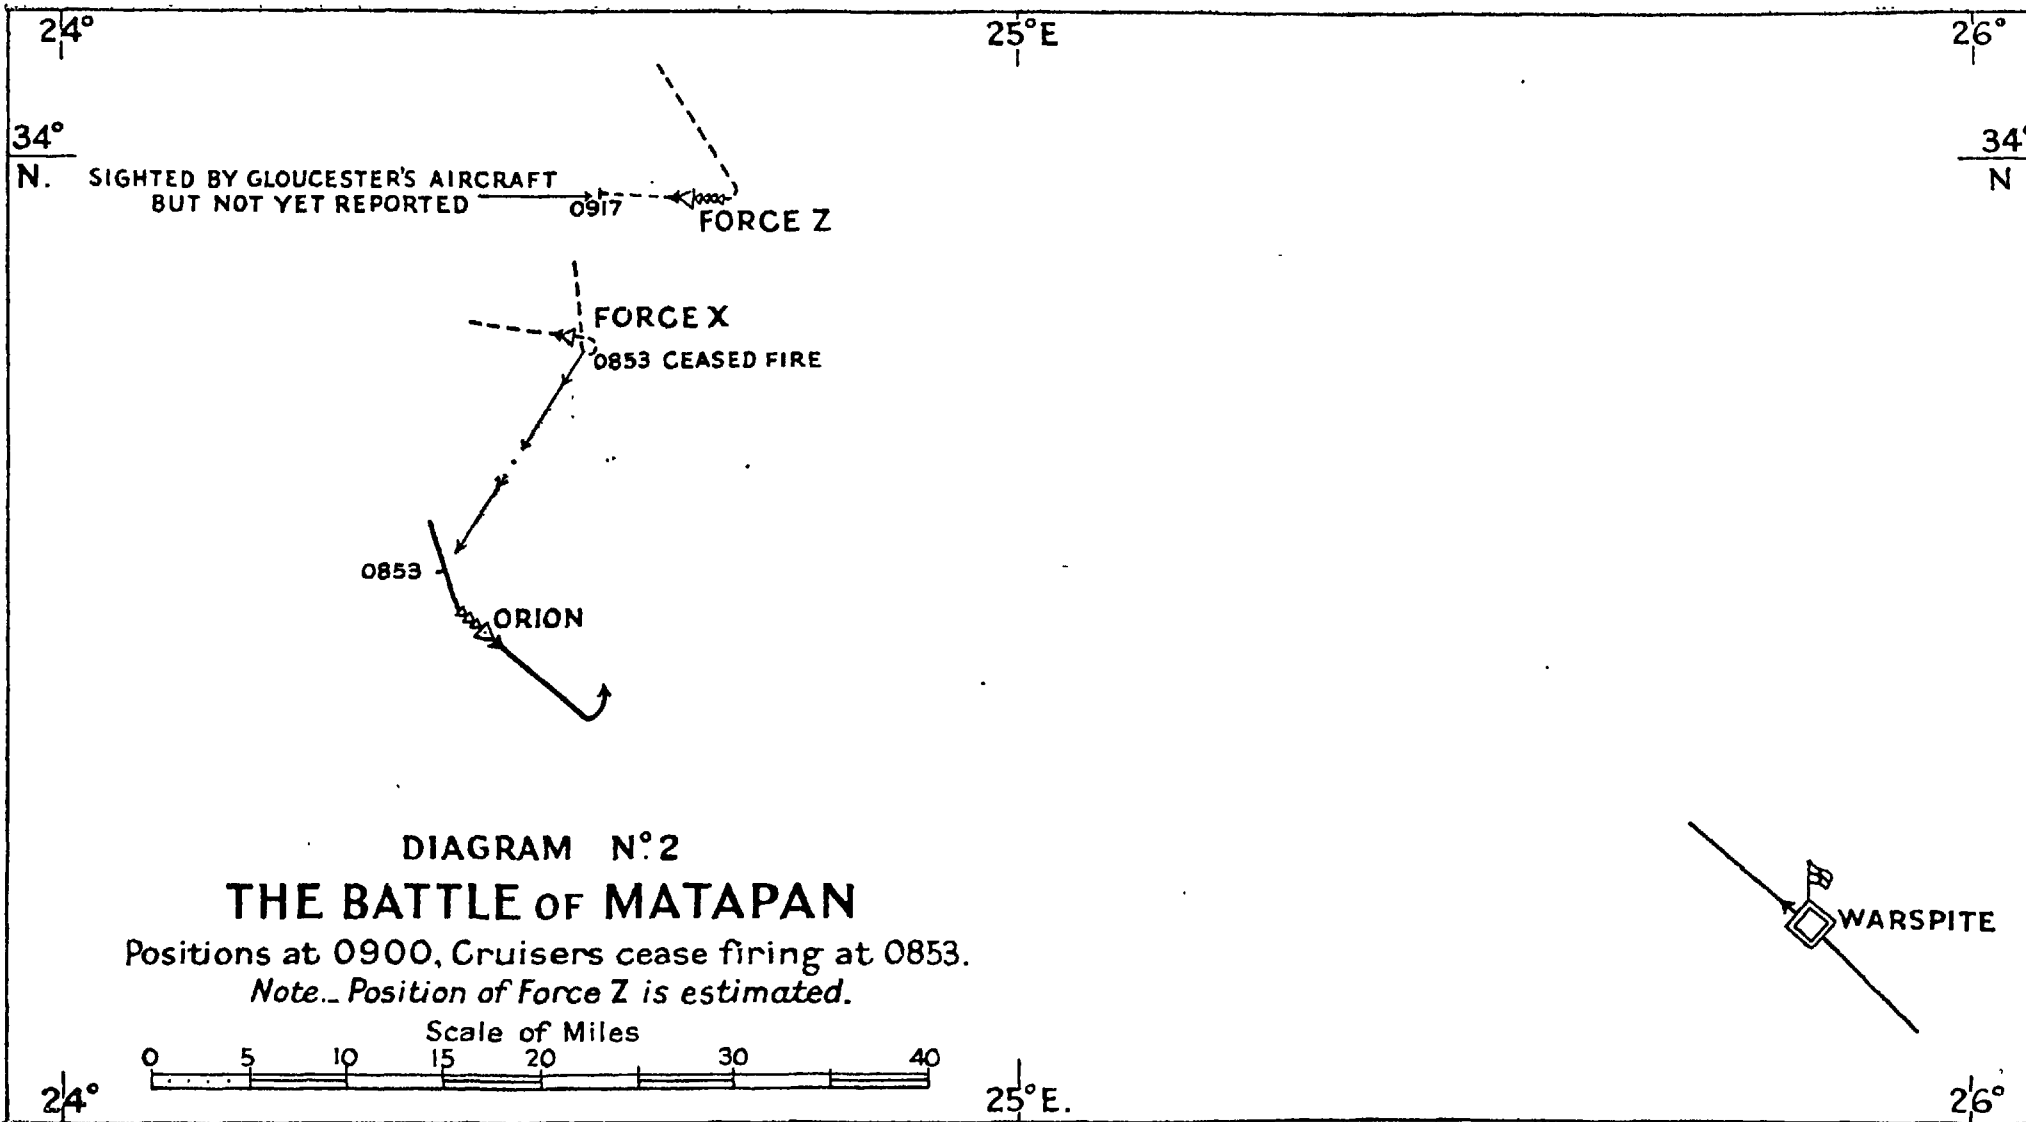 24° 25°E 26°
34° 34°
N. N
SIGHTED BY GLOUCESTER'S AIRCRAFT
BUT NOT YET REPORTED
0917
FORCE Z
FORCE X
0853 CEASED FIRE
0853
ORION
DIAGRAM Nº. 2
THE BATTLE OF MATAPAN
Positions at 0900, Cruisers cease firing at 0853.
Note._ Position of Force Z is estimated.
Scale of Miles
0 5 10 15 20 30 40
WARSPITE
24° 25°E. 26°